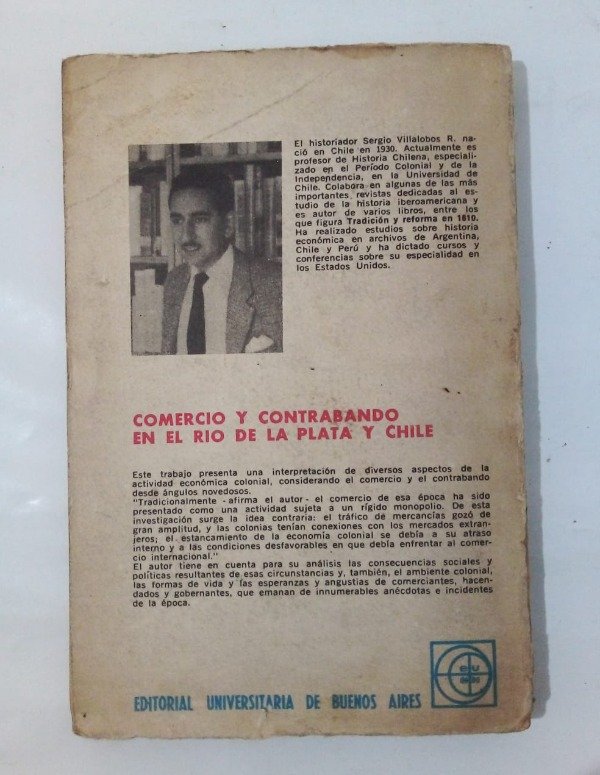 El historiador Sergio Villalobos R. na-
ció en Chile en 1930. Actualmente es
profesor de Historia Chilena, especiali-
zado en el Período Colonial y de la
Independencia, en la Universidad de
Chile. Colabora en algunas de las más
importantes revistas dedicadas al es-
tudio de la historia iberoamericana y
es autor de varios libros, entre los
que figura Tradición y reforma en 1810.
Ha realizado estudios sobre historia
económica en archivos de Argentina,
Chile y Perú y ha dictado cursos y
conferencias sobre su especialidad en
los Estados Unidos.
COMERCIO Y CONTRABANDO
EN EL RIO DE LA PLATA Y CHILE
Este trabajo presenta una interpretación de diversos aspectos de la
actividad económica colonial, considerando el comercio y el contrabando
desde ángulos novedosos.
"Tradicionalmente - afirma el autor - el comercio de esa época ha sido
presentado como una actividad sujeta a un rígido monopolio. De esta
investigación surge la idea contraria: el tráfico de mercancías gozó de
gran amplitud, y las colonias tenían conexiones con los mercados extran-
jeros; el estancamiento de la economía colonial se debía a su atraso
interno y a las condiciones desfavorables en que debía enfrentar al comer-
cio internacional."
El autor tiene en cuenta para su análisis las consecuencias sociales y
políticas resultantes de esas circunstancias y, también, el ambiente colonial,
las formas de vida y las esperanzas y angustias de comerciantes, hacen-
dados y gobernantes, que emanan de innumerables anécdotas e incidentes
de la época.
EDITORIAL UNIVERSITARIA DE BUENOS AIRES